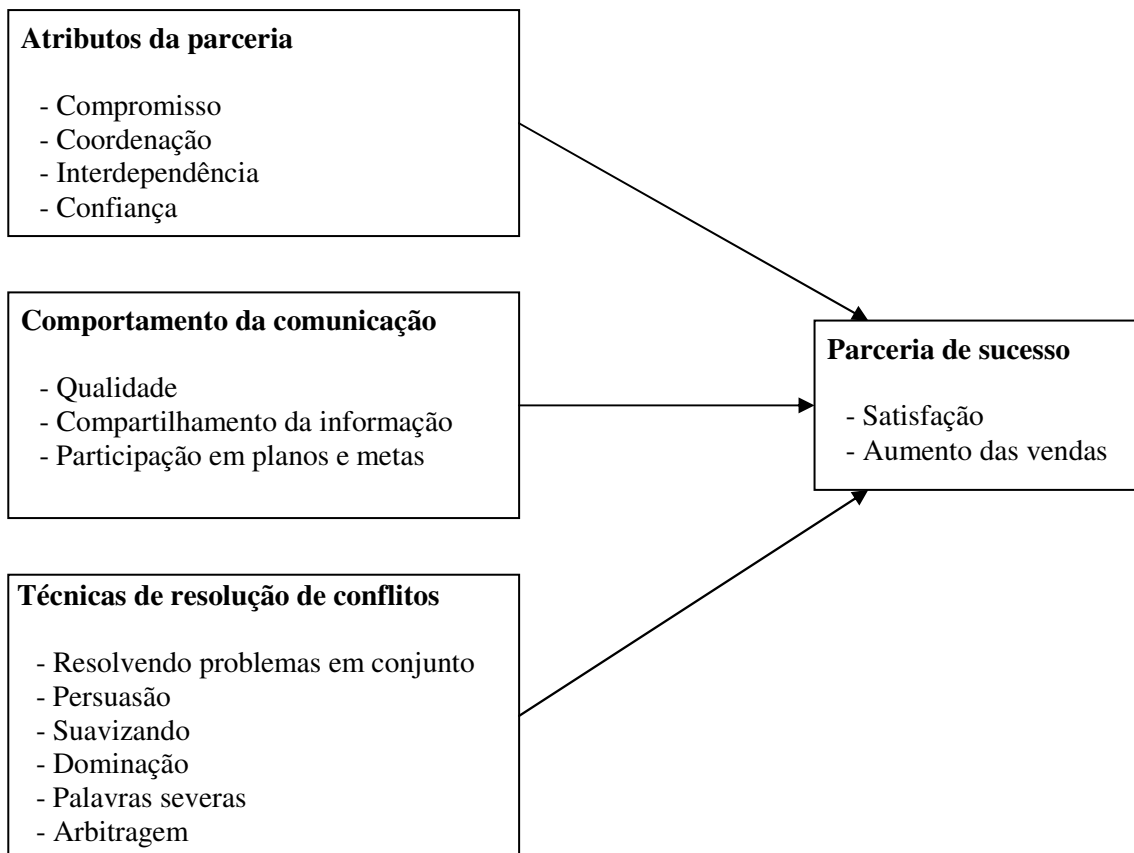 Atributos da parceria
- Compromisso
- Coordenação
- Interdependência
- Confiança
Comportamento da comunicação
- Qualidade
- Compartilhamento da informação
- Participação em planos e metas
Técnicas de resolução de conflitos
- Resolvendo problemas em conjunto
- Persuasão
- Suavizando
- Dominação
- Palavras severas
- Arbitragem
Parceria de sucesso
- Satisfação
- Aumento das vendas